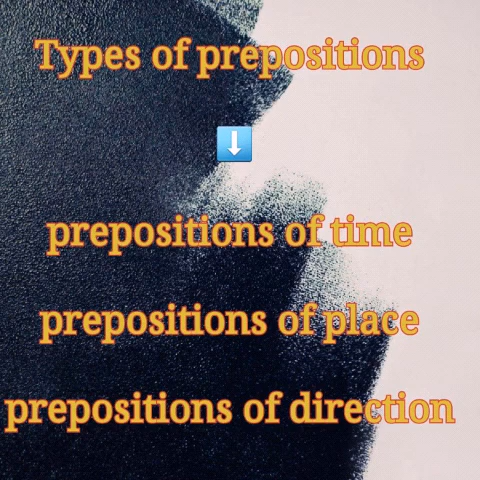 Types of prepositions
⬇️
prepositions of time
prepositions of place
prepositions of direction